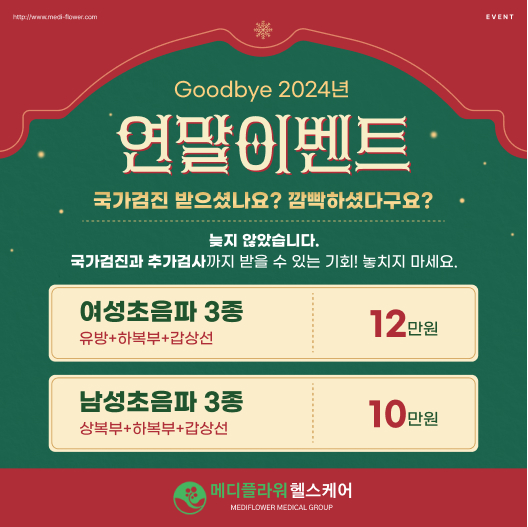 http://www.medi-flower.com
EVENT
Goodbye 2024년
연말이벤트
국가검진 받으셨나요? 깜빡하셨다구요?
늦지 않았습니다.
국가검진과 추가검사까지 받을 수 있는 기회! 놓치지 마세요.
여성초음파 3종
유방+하복부+갑상선
12만원
남성초음파 3종
상복부+하복부+갑상선
10만원
메디플라워헬스케어
MEDIFLOWER MEDICAL GROUP